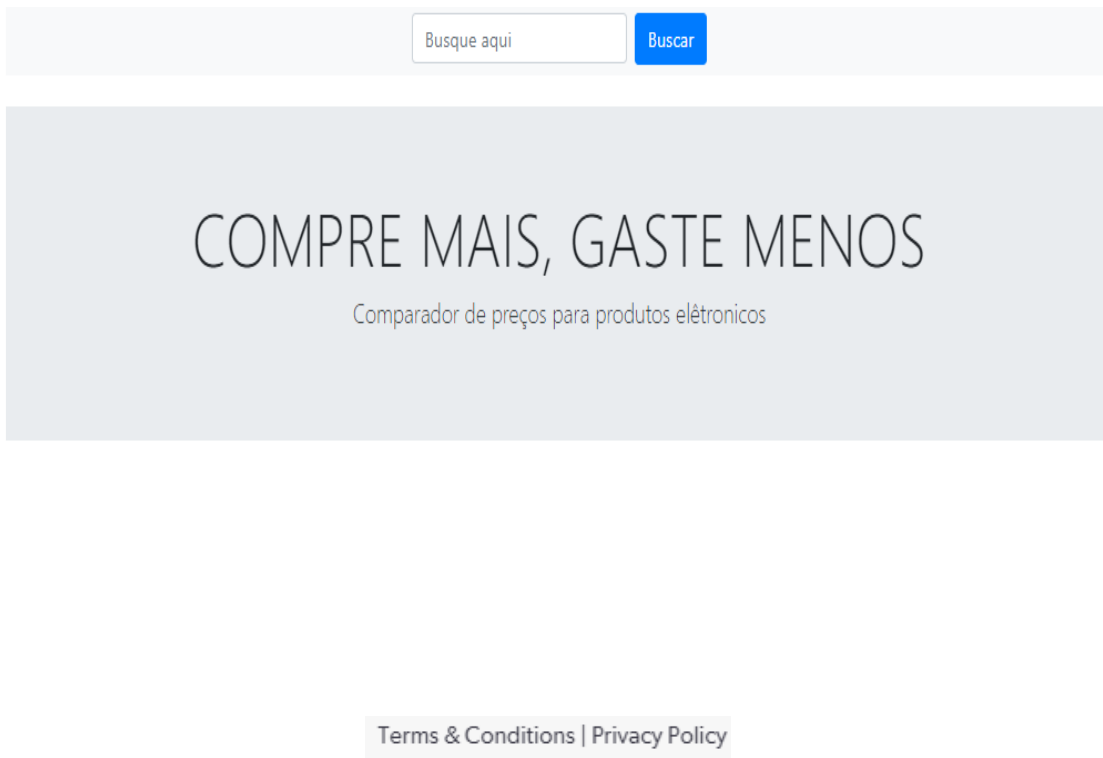 Busque aqui Buscar
COMPRE MAIS, GASTE MENOS
Comparador de preços para produtos elêtronicos
Terms & Conditions | Privacy Policy